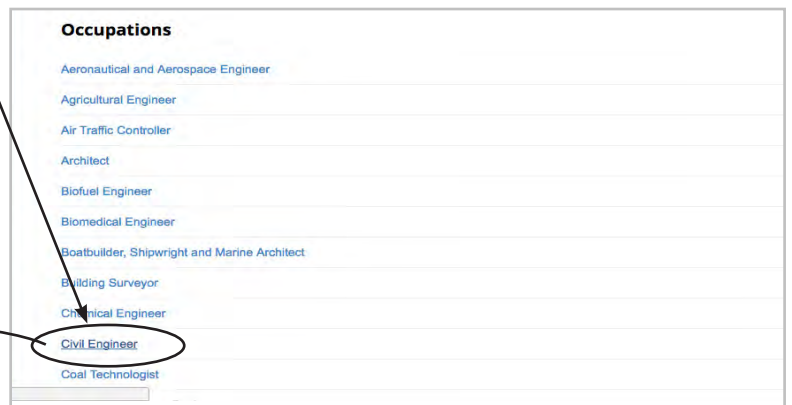 Occupations
Aeronautical and Aerospace Engineer
Agricultural Engineer
Air Traffic Controller
Architect
Biofuel Engineer
Biomedical Engineer
Boatbuilder, Shipwright and Marine Architect
Building Surveyor
Chemical Engineer
Civil Engineer
Coal Technologist